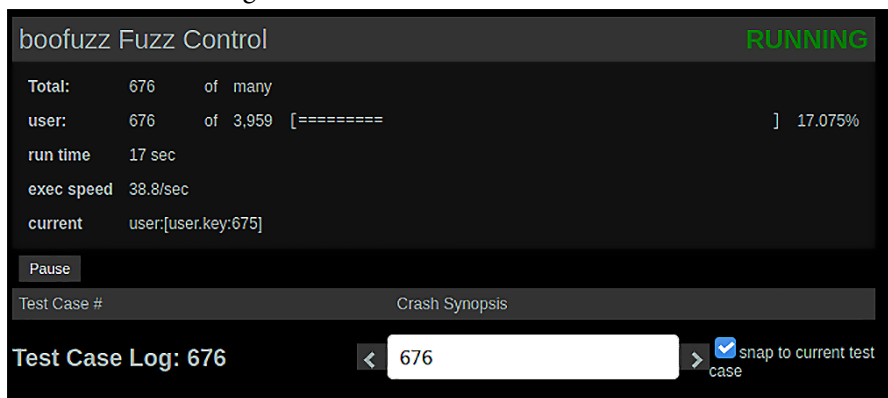 boofuzz Fuzz Control RUNNING
Total: 676 of many
user: 676 of 3,959 [========= ] 17.075%
run time 17 sec
exec speed 38.8/sec
current user:[user.key:675]
Pause
Test Case # Crash Synopsis
Test Case Log: 676 < 676 > snap to current test
case